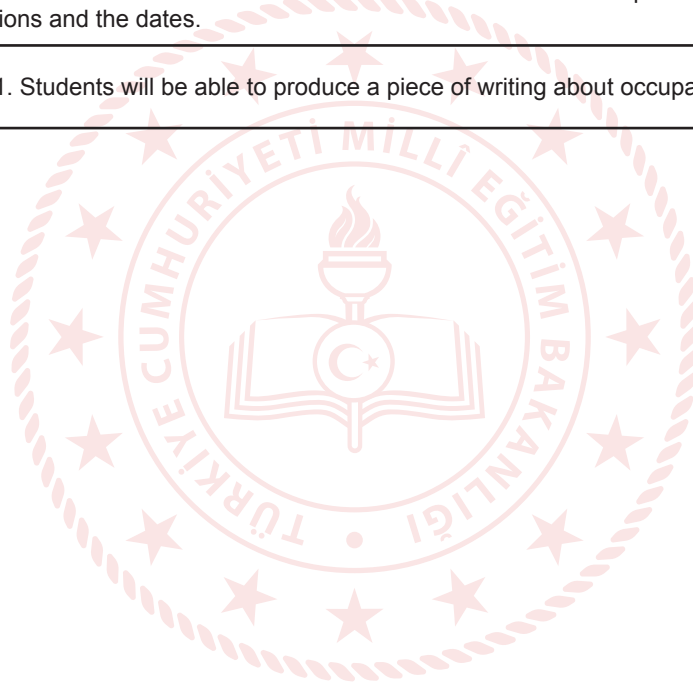 ions and the dates.
1. Students will be able to produce a piece of writing about occupa
TÜRKİYE CUMHURİYETİ MİLLÎ EĞİTİM BAKANLIĞI